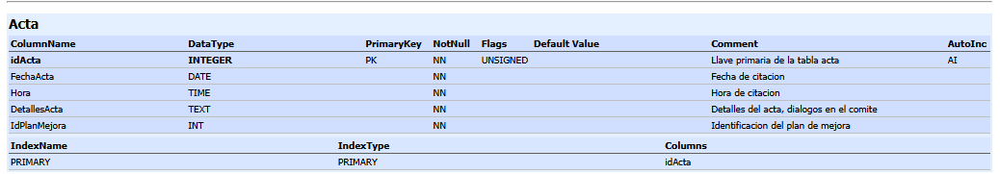 Acta
ColumnName DataType PrimaryKey NotNull Flags Default Value Comment AutoInc
idActa INTEGER PK NN UNSIGNED Llave primaria de la tabla acta AI
FechaActa DATE NN Fecha de citacion
Hora TIME NN Hora de citacion
DetallesActa TEXT NN Detalles del acta, dialogos en el comite
IdPlanMejora INT NN Identificacion del plan de mejora
IndexName IndexType Columns
PRIMARY PRIMARY idActa